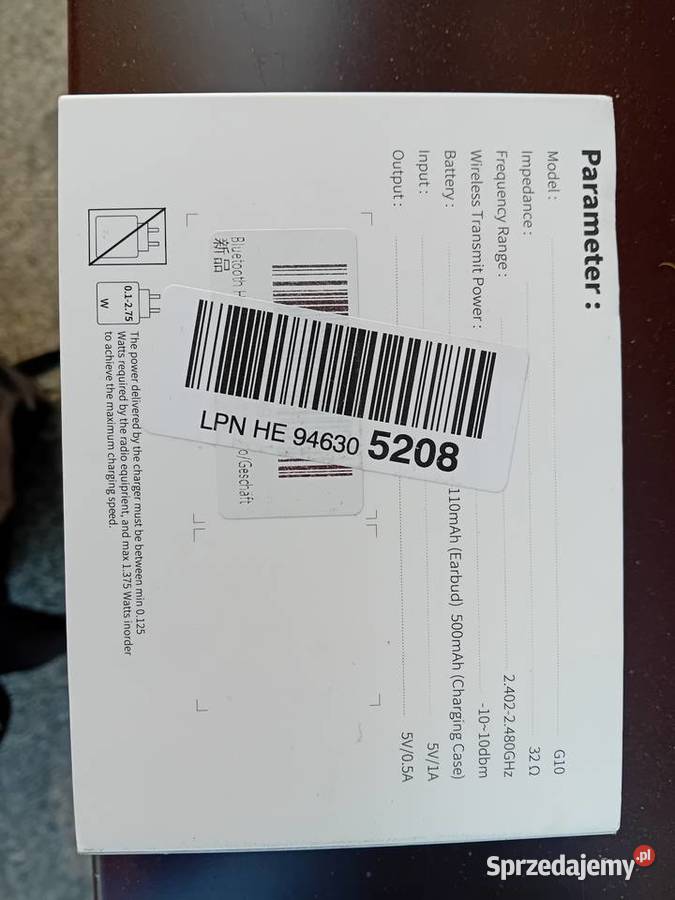 Parameter :
Model : G10
Impedance : 32 Ω
Frequency Range : 2.402-2.480GHz
Wireless Transmit Power : -10~10dbm
Battery : 110mAh (Earbud) 500mAh (Charging Case)
Input : 5V/1A
Output : 5V/0.5A
Bluetooth
新品
o/Geschäft
LPN HE 94630 5208
0.1-2.75
W
The power delivered by the charger must be between min 0.125
Watts required by the radio equiprient, and max 1.375 Watts inorder
to achieve the maximum charging speed.
Sprzedajemy.pl